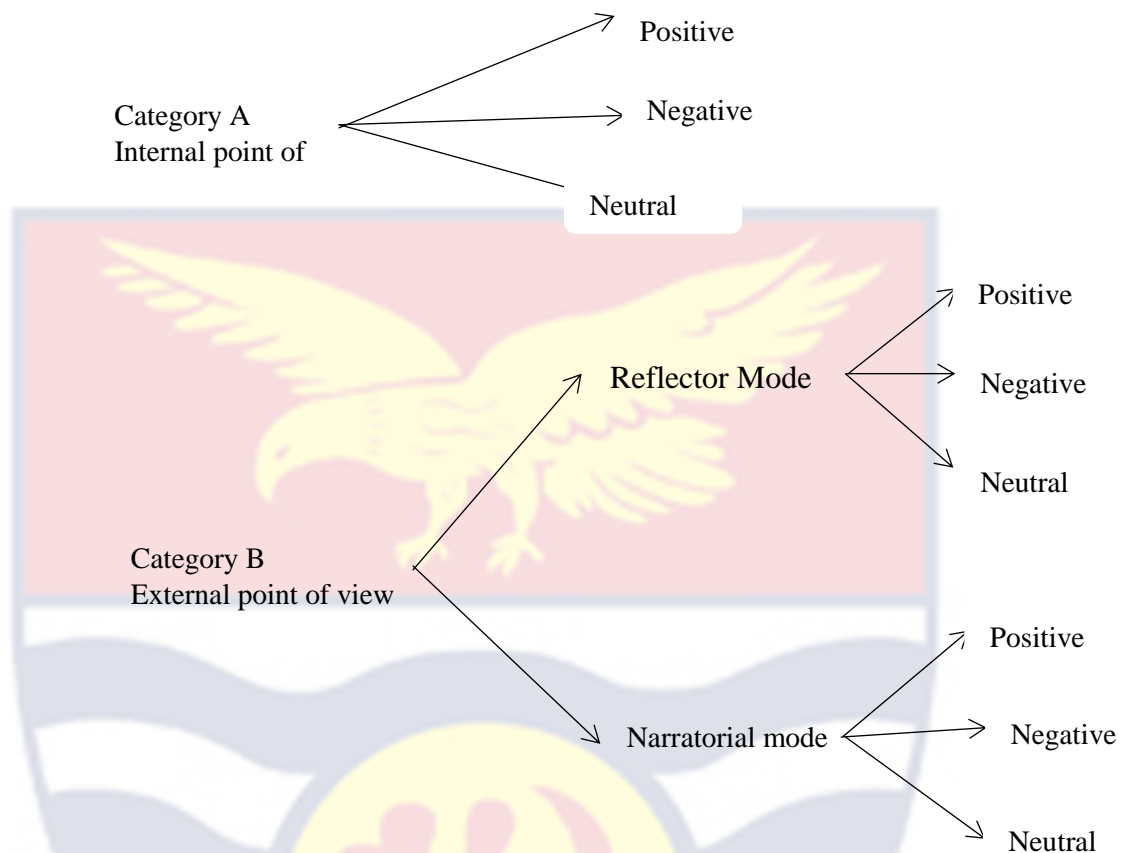 Positive
Category A
Internal point of
Negative
Neutral
Positive
Reflector Mode
Negative
Neutral
Category B
External point of view
Positive
Narratorial mode
Negative
Neutral